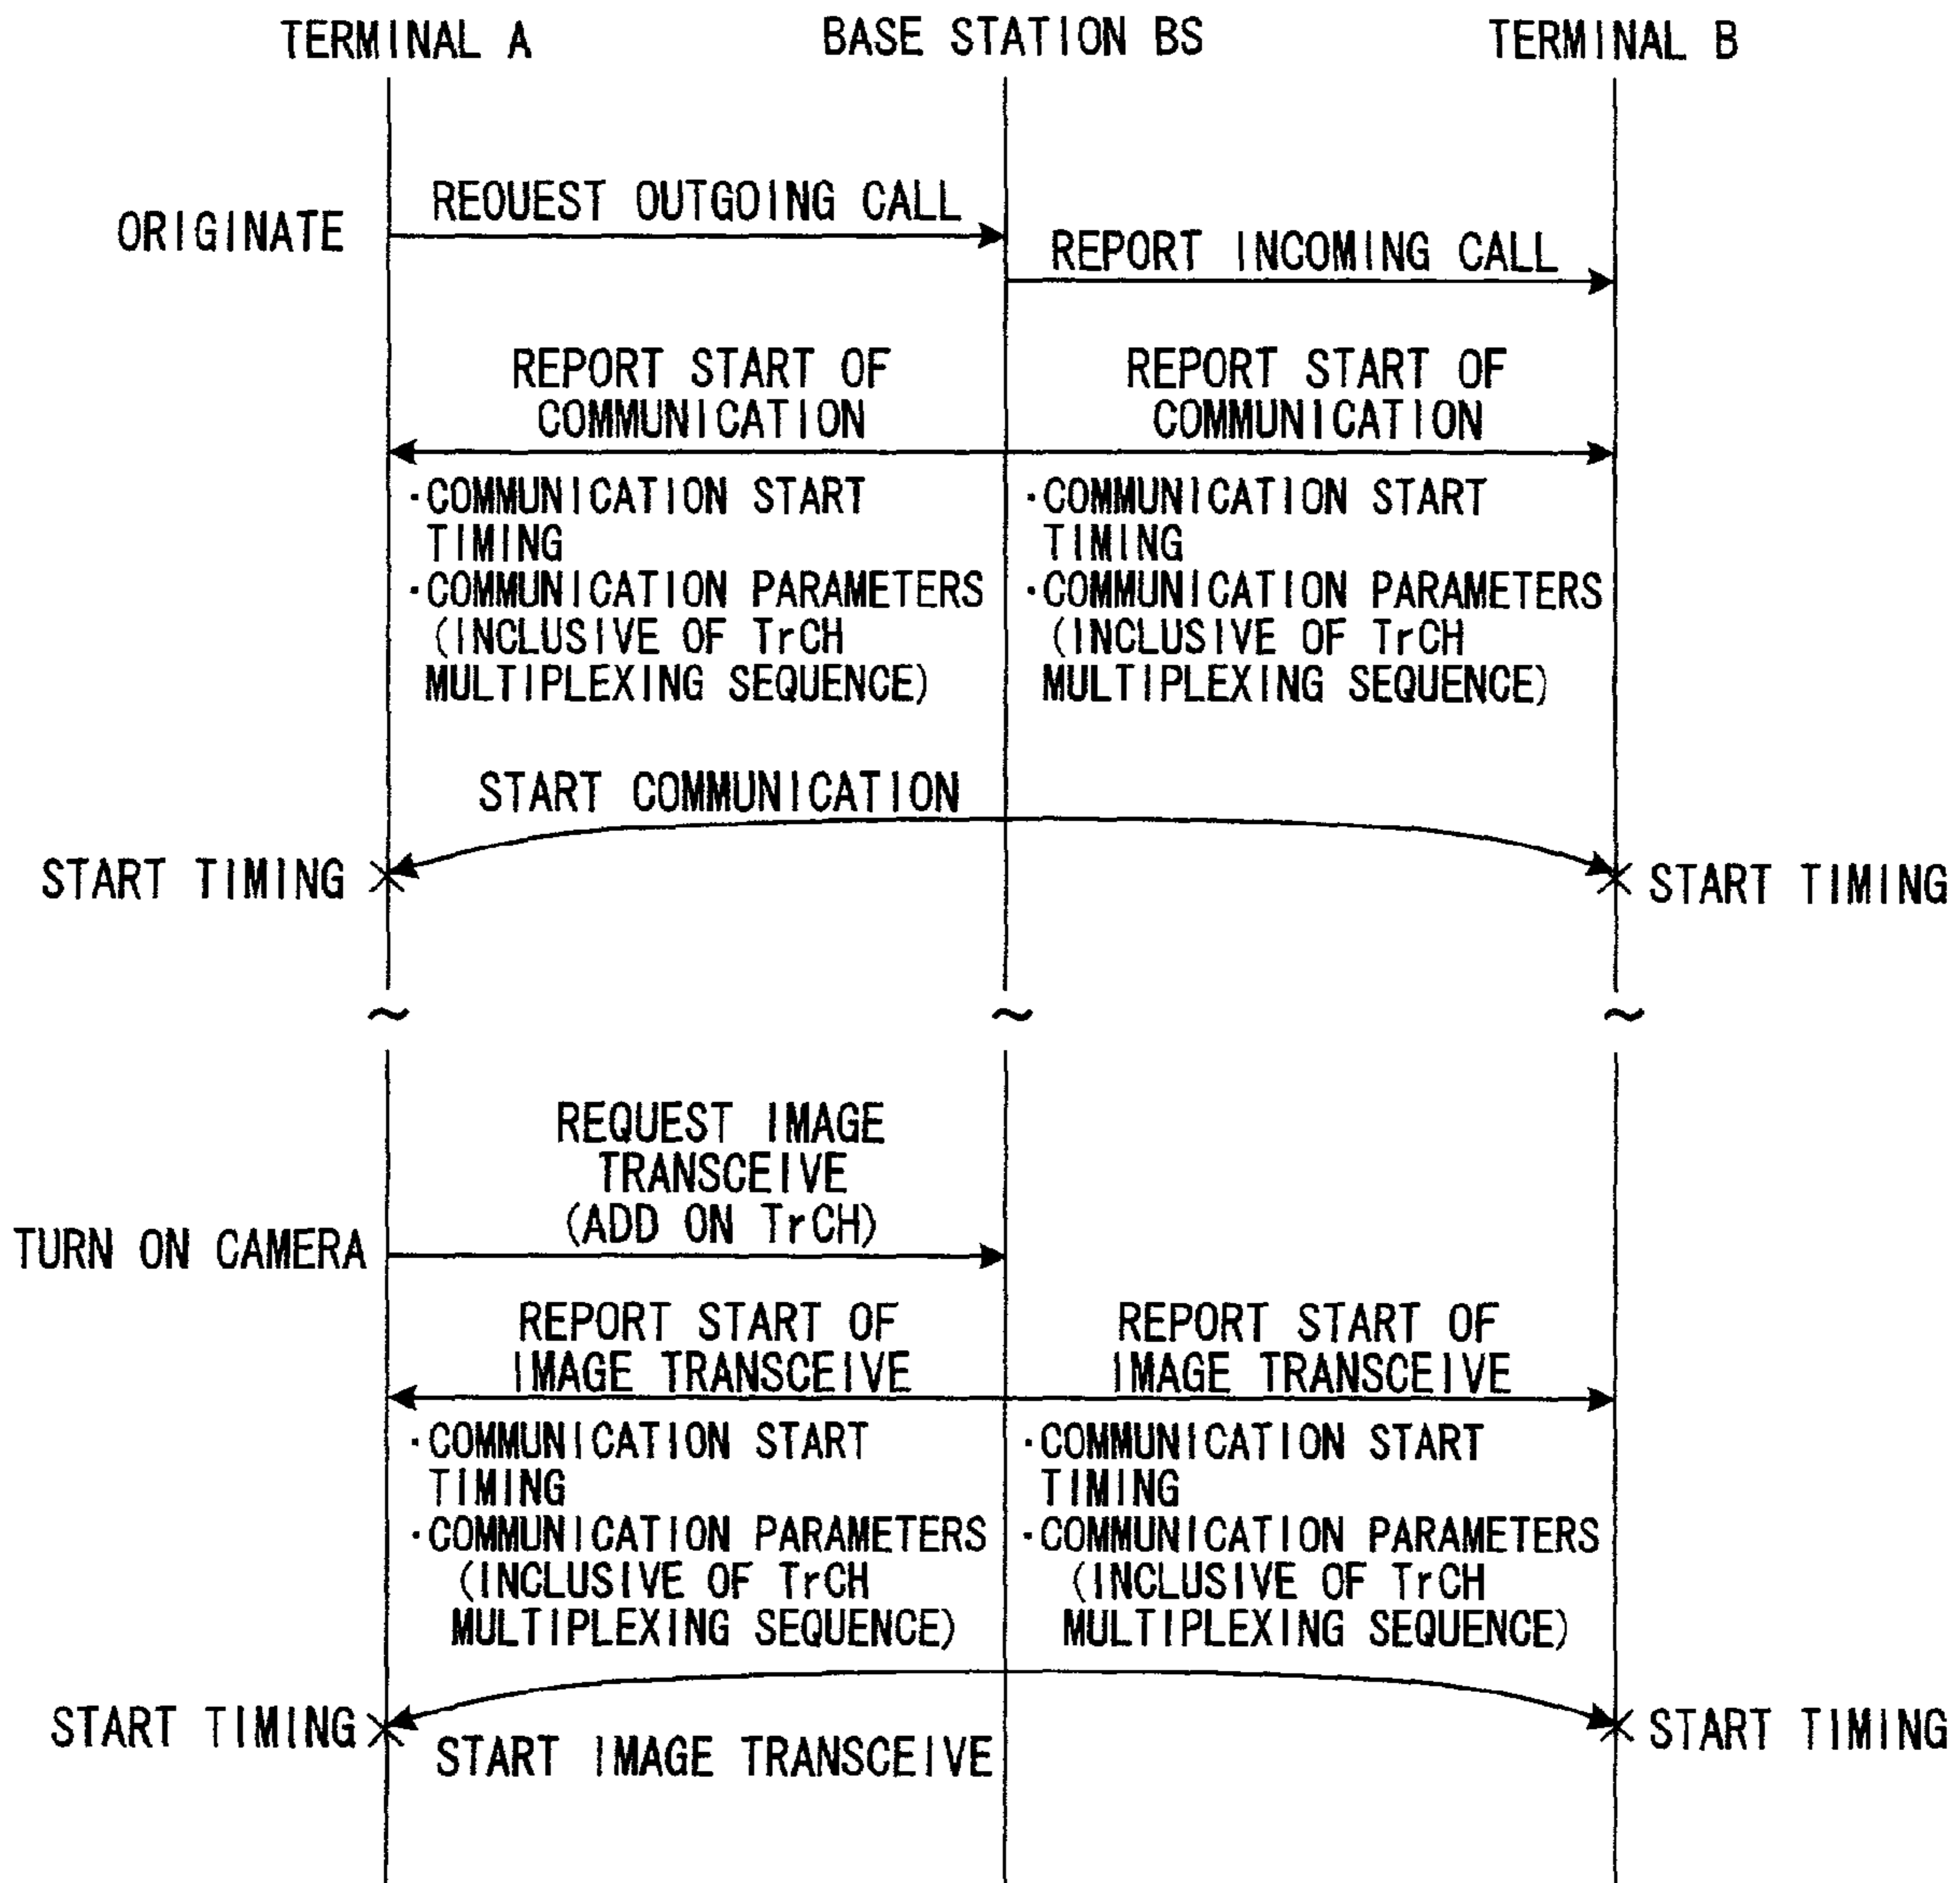 TERMINAL A
BASE STATION BS
TERMINAL B
ORIGINATE
REQUEST OUTGOING CALL
REPORT INCOMING CALL
REPORT START OF
COMMUNICATION
REPORT START OF
COMMUNICATION
·COMMUNICATION START
TIMING
·COMMUNICATION PARAMETERS
(INCLUSIVE OF TrCH
MULTIPLEXING SEQUENCE)
·COMMUNICATION START
TIMING
·COMMUNICATION PARAMETERS
(INCLUSIVE OF TrCH
MULTIPLEXING SEQUENCE)
START COMMUNICATION
START TIMING
START TIMING
REQUEST IMAGE
TRANSCEIVE
(ADD ON TrCH)
TURN ON CAMERA
REPORT START OF
IMAGE TRANSCEIVE
REPORT START OF
IMAGE TRANSCEIVE
·COMMUNICATION START
TIMING
·COMMUNICATION PARAMETERS
(INCLUSIVE OF TrCH
MULTIPLEXING SEQUENCE)
·COMMUNICATION START
TIMING
·COMMUNICATION PARAMETERS
(INCLUSIVE OF TrCH
MULTIPLEXING SEQUENCE)
START TIMING
START IMAGE TRANSCEIVE
START TIMING